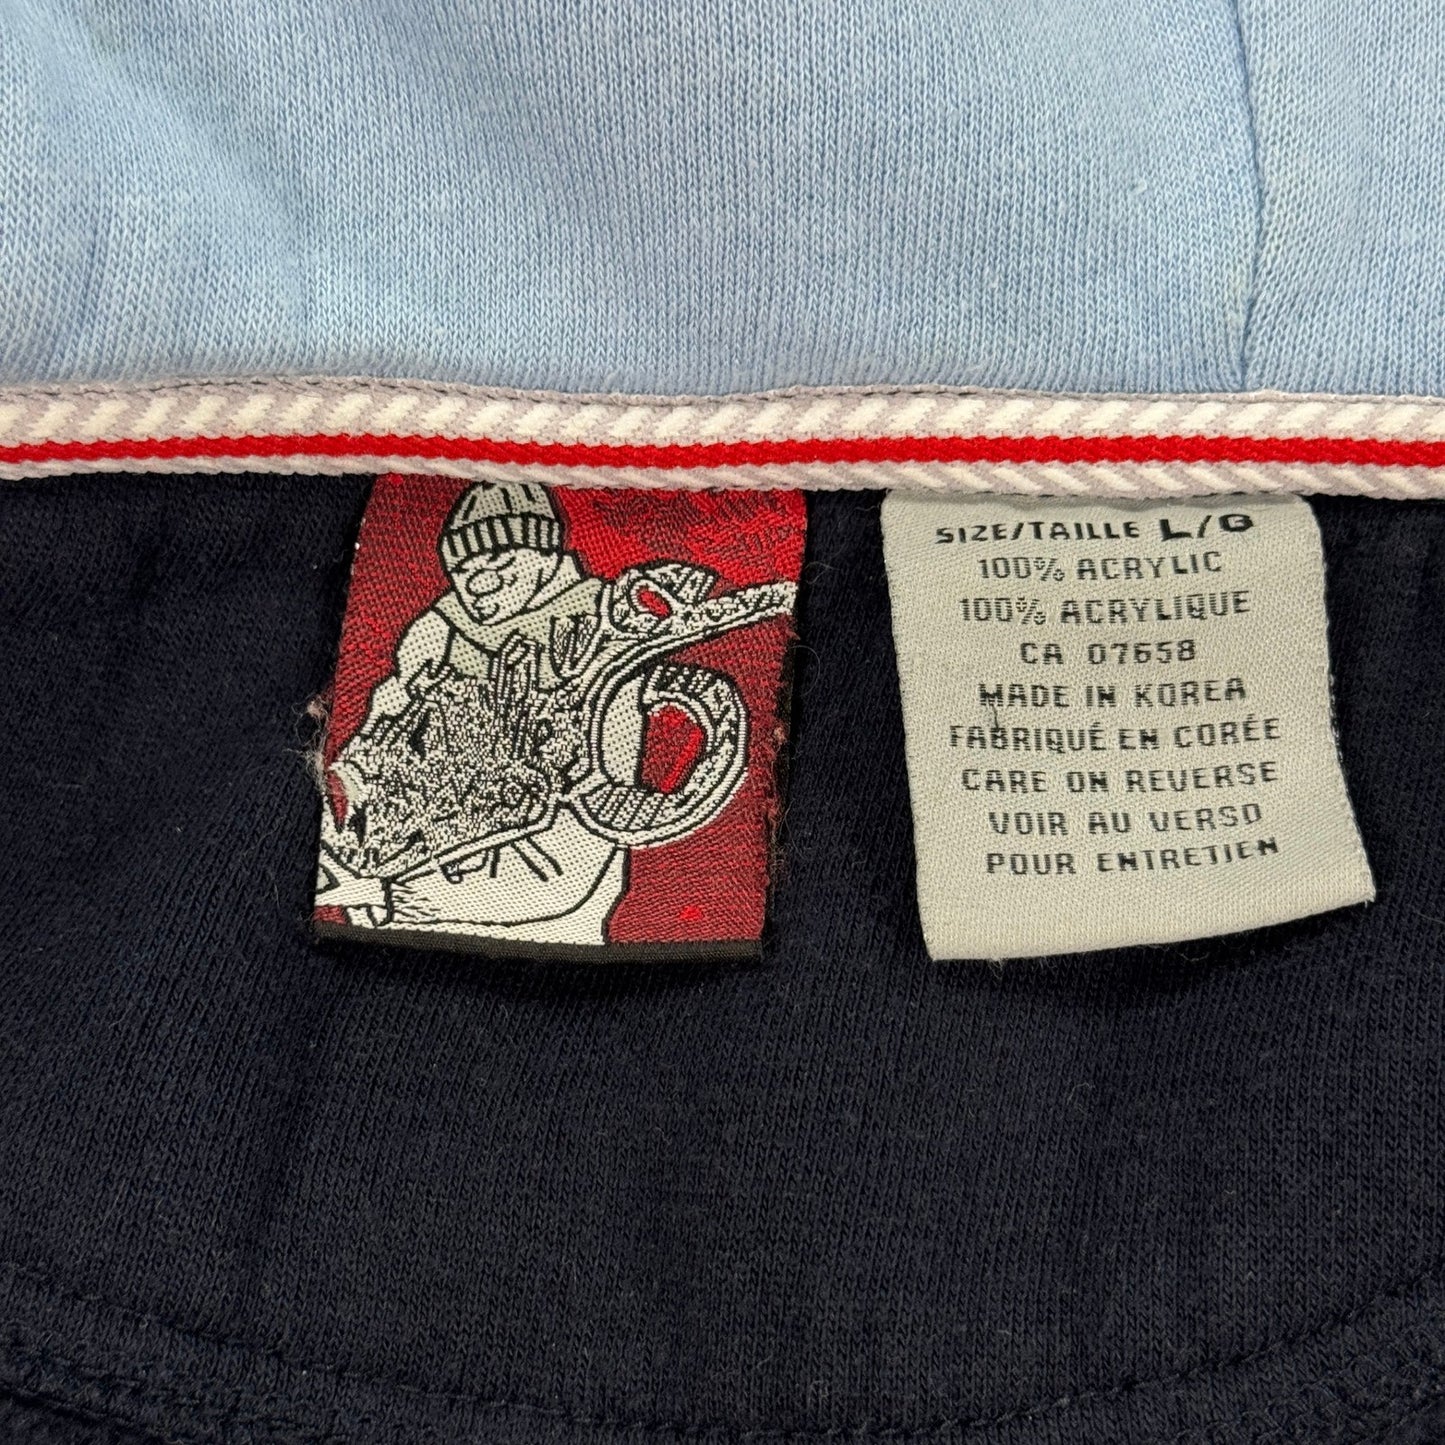 SIZE/TAILLE L/G
100% ACRYLIC
100% ACRYLIQUE
CA 07658
MADE IN KOREA
FABRIQUÉ EN CORÉE
CARE ON REVERSE
VOIR AU VERSO
POUR ENTRETIEN